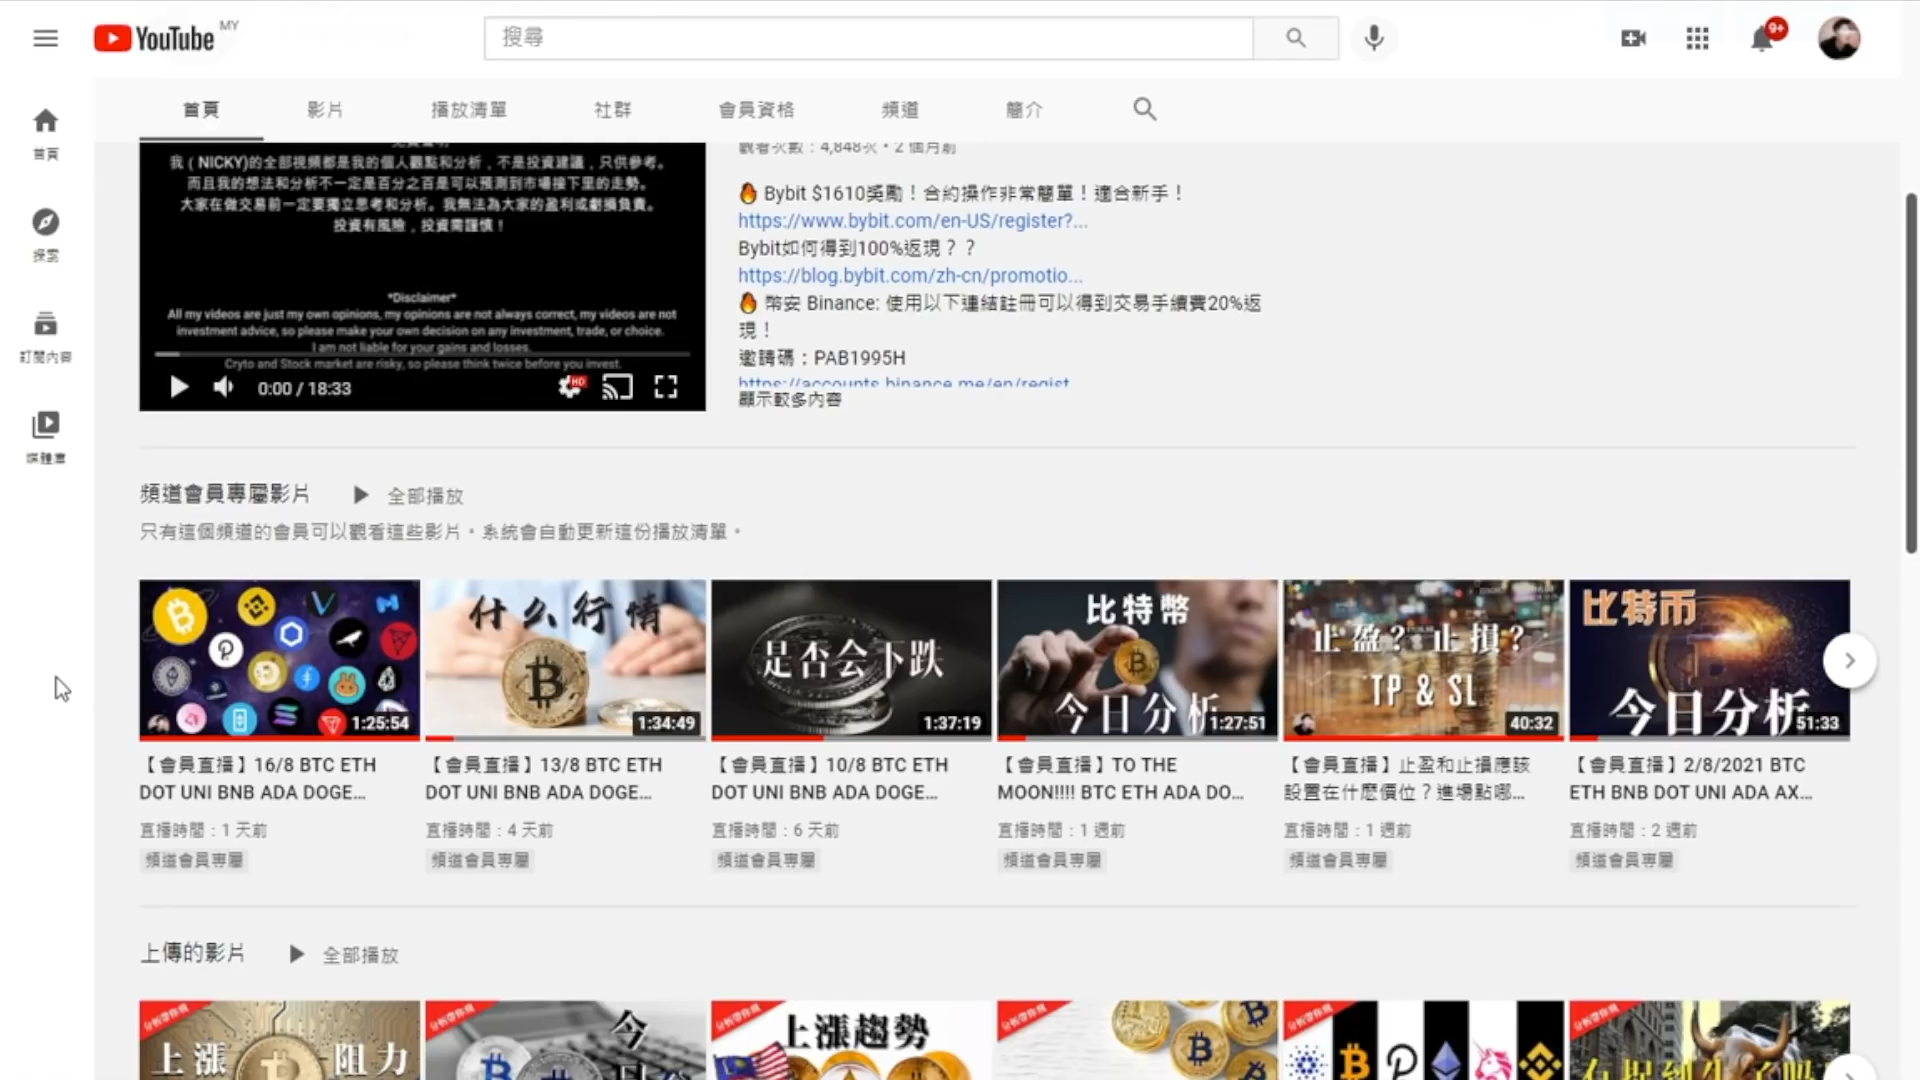 YouTube MY
搜尋
9+
首頁
影片
播放清單
社群
會員資格
頻道
簡介
首頁
探索
訂閱內容
媒體庫
我 ( NICKY)的全部視頻都是我的個人觀點和分析，不是投資建議，只供參考。
而且我的想法和分析不一定是百分之百是可以預測到市場接下里的走勢。
大家在做交易前一定要獨立思考和分析。我無法為大家的盈利或虧損負責。
投資有風險，投資需謹慎！
*Disclaimer*
All my videos are just my own opinions, my opinions are not always correct, my videos are not
investment advice, so please make your own decision on any investment, trade, or choice.
I am not liable for your gains and losses.
Cryto and Stock market are risky, so please think twice before you invest.
0:00 / 18:33
HD
觀看次數：4,848次・2 個月前
Bybit $1610獎勵！合約操作非常簡單！適合新手！
https://www.bybit.com/en-US/register?...
Bybit如何得到100%返現？？
https://blog.bybit.com/zh-cn/promotio...
幣安 Binance: 使用以下連結註冊可以得到交易手續費20%返
現！
邀請碼：PAB1995H
https://accounts.binance.me/en/regist
顯示較多內容
頻道會員專屬影片
全部播放
只有這個頻道的會員可以觀看這些影片。系統會自動更新這份播放清單。
1:25:54
什么行情
1:34:49
是否会下跌
1:37:19
比特幣
今日分析
1:27:51
止盈？止損？
TP & SL
40:32
比特币
今日分析
51:33
【會員直播】16/8 BTC ETH
DOT UNI BNB ADA DOGE...
直播時間：1 天前
頻道會員專屬
【會員直播】13/8 BTC ETH
DOT UNI BNB ADA DOGE...
直播時間：4 天前
頻道會員專屬
【會員直播】10/8 BTC ETH
DOT UNI BNB ADA DOGE...
直播時間：6 天前
頻道會員專屬
【會員直播】TO THE
MOON!!!! BTC ETH ADA DO...
直播時間：1 週前
頻道會員專屬
【會員直播】止盈和止損應該
設置在什麼價位？進場點哪...
直播時間：1 週前
頻道會員專屬
【會員直播】2/8/2021 BTC
ETH BNB DOT UNI ADA AX...
直播時間：2 週前
頻道會員專屬
上傳的影片
全部播放
上漲
阻力
今
上漲趨勢